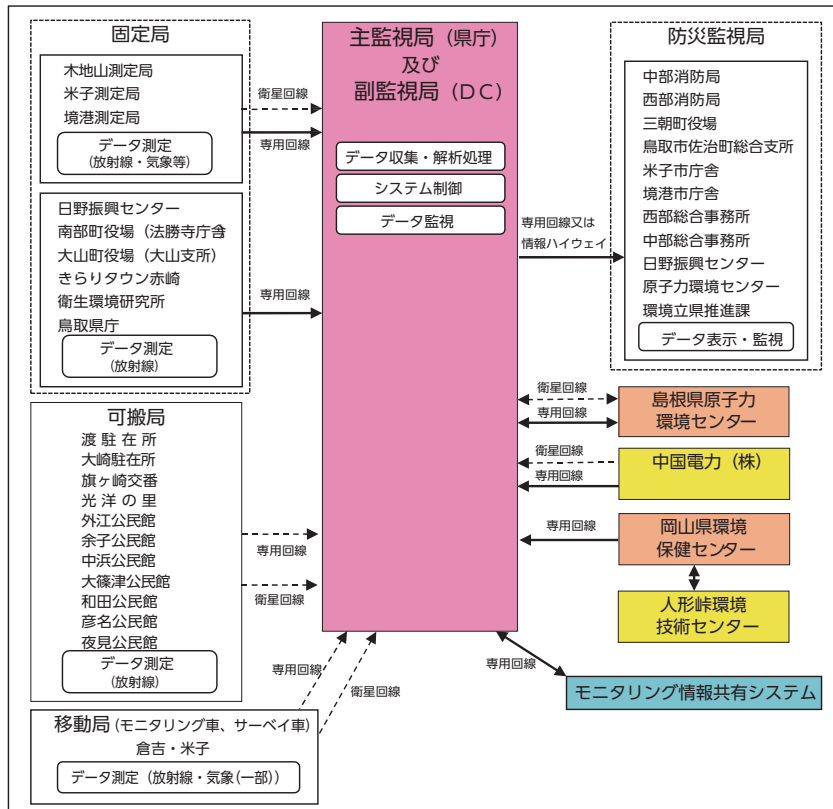 固定局
木地山測定局
米子測定局
境港測定局
データ測定
(放射線・気象等)
日野振興センター
南部町役場（法勝寺庁舎）
大山町役場（大山支所）
きらりタウン赤崎
衛生環境研究所
鳥取県庁
データ測定
(放射線)
可搬局
渡 駐 在 所
大崎駐在所
旗ヶ崎交番
光 洋 の 里
外江公民館
余子公民館
中浜公民館
大篠津公民館
和田公民館
彦名公民館
夜見公民館
データ測定
(放射線)
移動局 (モニタリング車、サーベイ車)
倉吉・米子
データ測定（放射線・気象(一部)）
衛星回線
専用回線
専用回線
専用回線
衛星回線
専用回線
衛星回線
主監視局（県庁）
及び
副監視局（ＤＣ）
データ収集・解析処理
システム制御
データ監視
専用回線又は
情報ハイウェイ
衛星回線
専用回線
衛星回線
専用回線
専用回線
専用回線
防災監視局
中部消防局
西部消防局
三朝町役場
鳥取市佐治町総合支所
米子市庁舎
境港市庁舎
西部総合事務所
中部総合事務所
日野振興センター
原子力環境センター
環境立県推進課
データ表示・監視
島根県原子力
環境センター
中国電力（株）
岡山県環境
保健センター
人形峠環境
技術センター
モニタリング情報共有システム